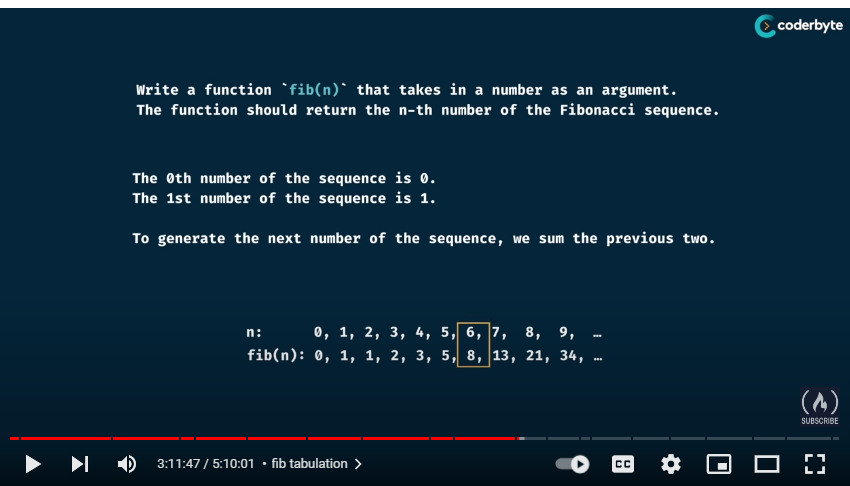 coderbyte
Write a function `fib(n)` that takes in a number as an argument.
The function should return the n-th number of the Fibonacci sequence.
The 0th number of the sequence is 0.
The 1st number of the sequence is 1.
To generate the next number of the sequence, we sum the previous two.
n: 0, 1, 2, 3, 4, 5, 6, 7, 8, 9, …
fib(n): 0, 1, 1, 2, 3, 5, 8, 13, 21, 34, …
SUBSCRIBE
3:11:47 / 5:10:01 • fib tabulation
CC